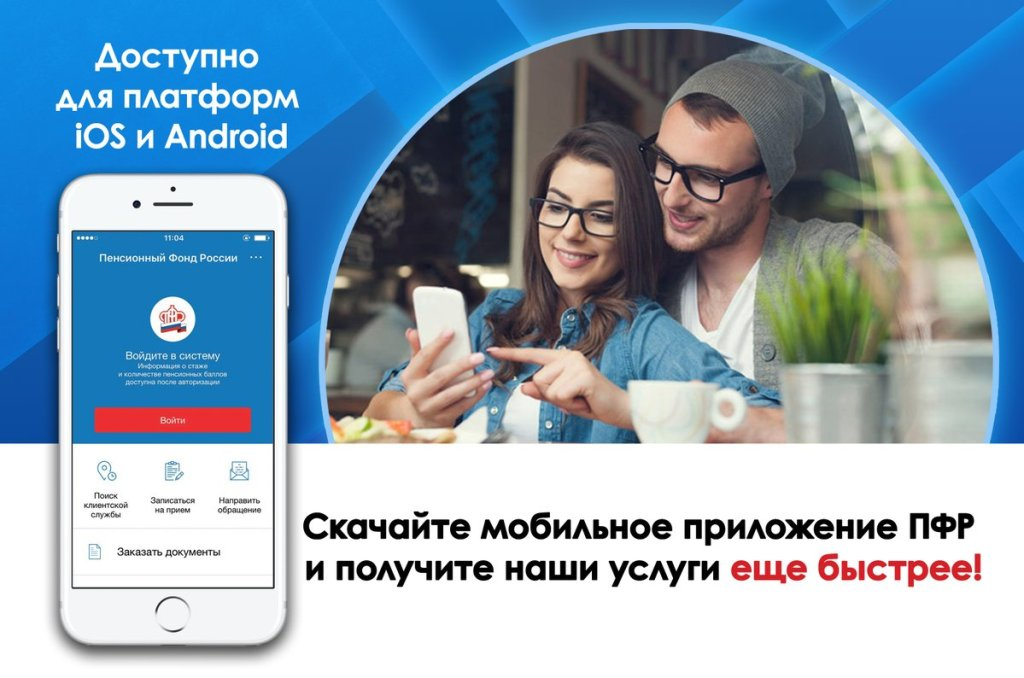 Доступно
для платформ
iOS и Android
11:04
Пенсионный Фонд России
Войдите в систему
Информация о стаже
и количестве пенсионных баллов
доступна после авторизации
Войти
Поиск
клиентской
службы
Записаться
на прием
Направить
обращение
Заказать документы
Скачайте мобильное приложение ПФР
и получите наши услуги еще быстрее!